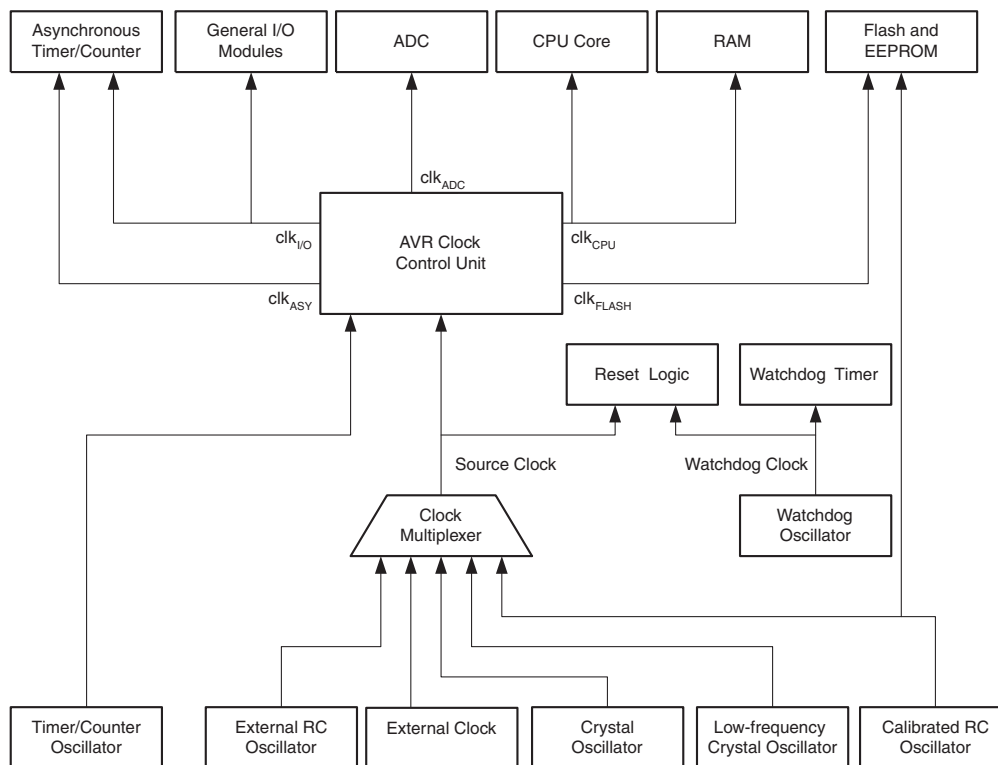 Asynchronous
Timer/Counter
General I/O
Modules
ADC
CPU Core
RAM
Flash and
EEPROM
clkADC
clkI/O
AVR Clock
Control Unit
clkCPU
clkASY
clkFLASH
Reset Logic
Watchdog Timer
Source Clock
Watchdog Clock
Clock
Multiplexer
Watchdog
Oscillator
Timer/Counter
Oscillator
External RC
Oscillator
External Clock
Crystal
Oscillator
Low-frequency
Crystal Oscillator
Calibrated RC
Oscillator